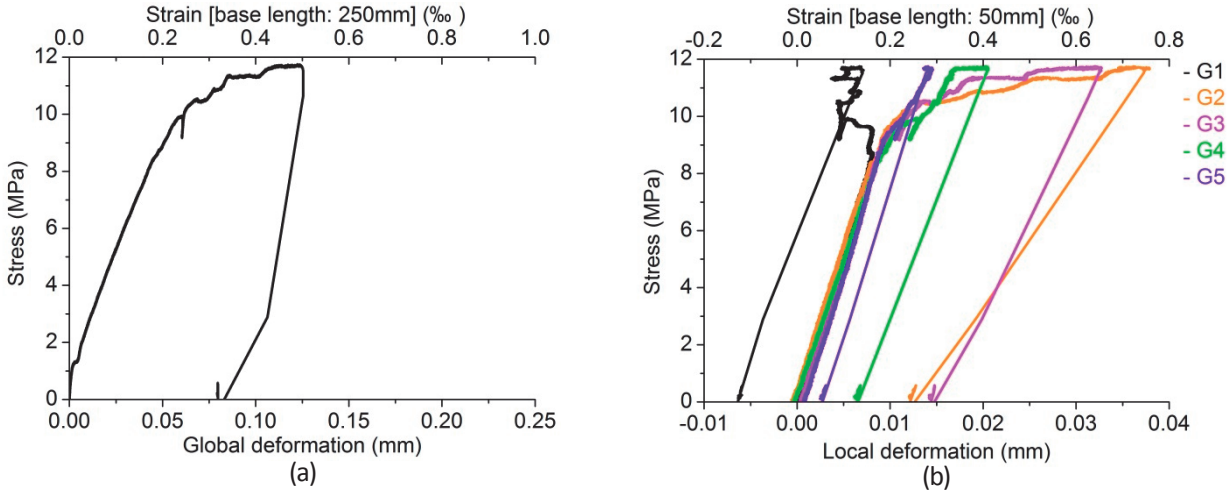 Strain [base length: 250mm] (‰)
0.0 0.2 0.4 0.6 0.8 1.0
12
10
8
6
4
2
0
Stress (MPa)
0.00 0.05 0.10 0.15 0.20 0.25
Global deformation (mm)
(a)
Strain [base length: 50mm] (‰)
-0.2 0.0 0.2 0.4 0.6 0.8
12
10
8
6
4
2
0
Stress (MPa)
- G1
- G2
- G3
- G4
- G5
-0.01 0.00 0.01 0.02 0.03 0.04
Local deformation (mm)
(b)